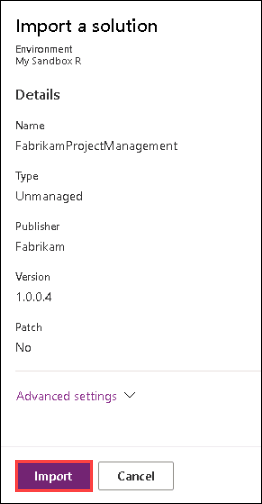 Import a solution
Environment
My Sandbox R
Details
Name
FabrikamProjectManagement
Type
Unmanaged
Publisher
Fabrikam
Version
1.0.0.4
Patch
No
Advanced settings
Import Cancel